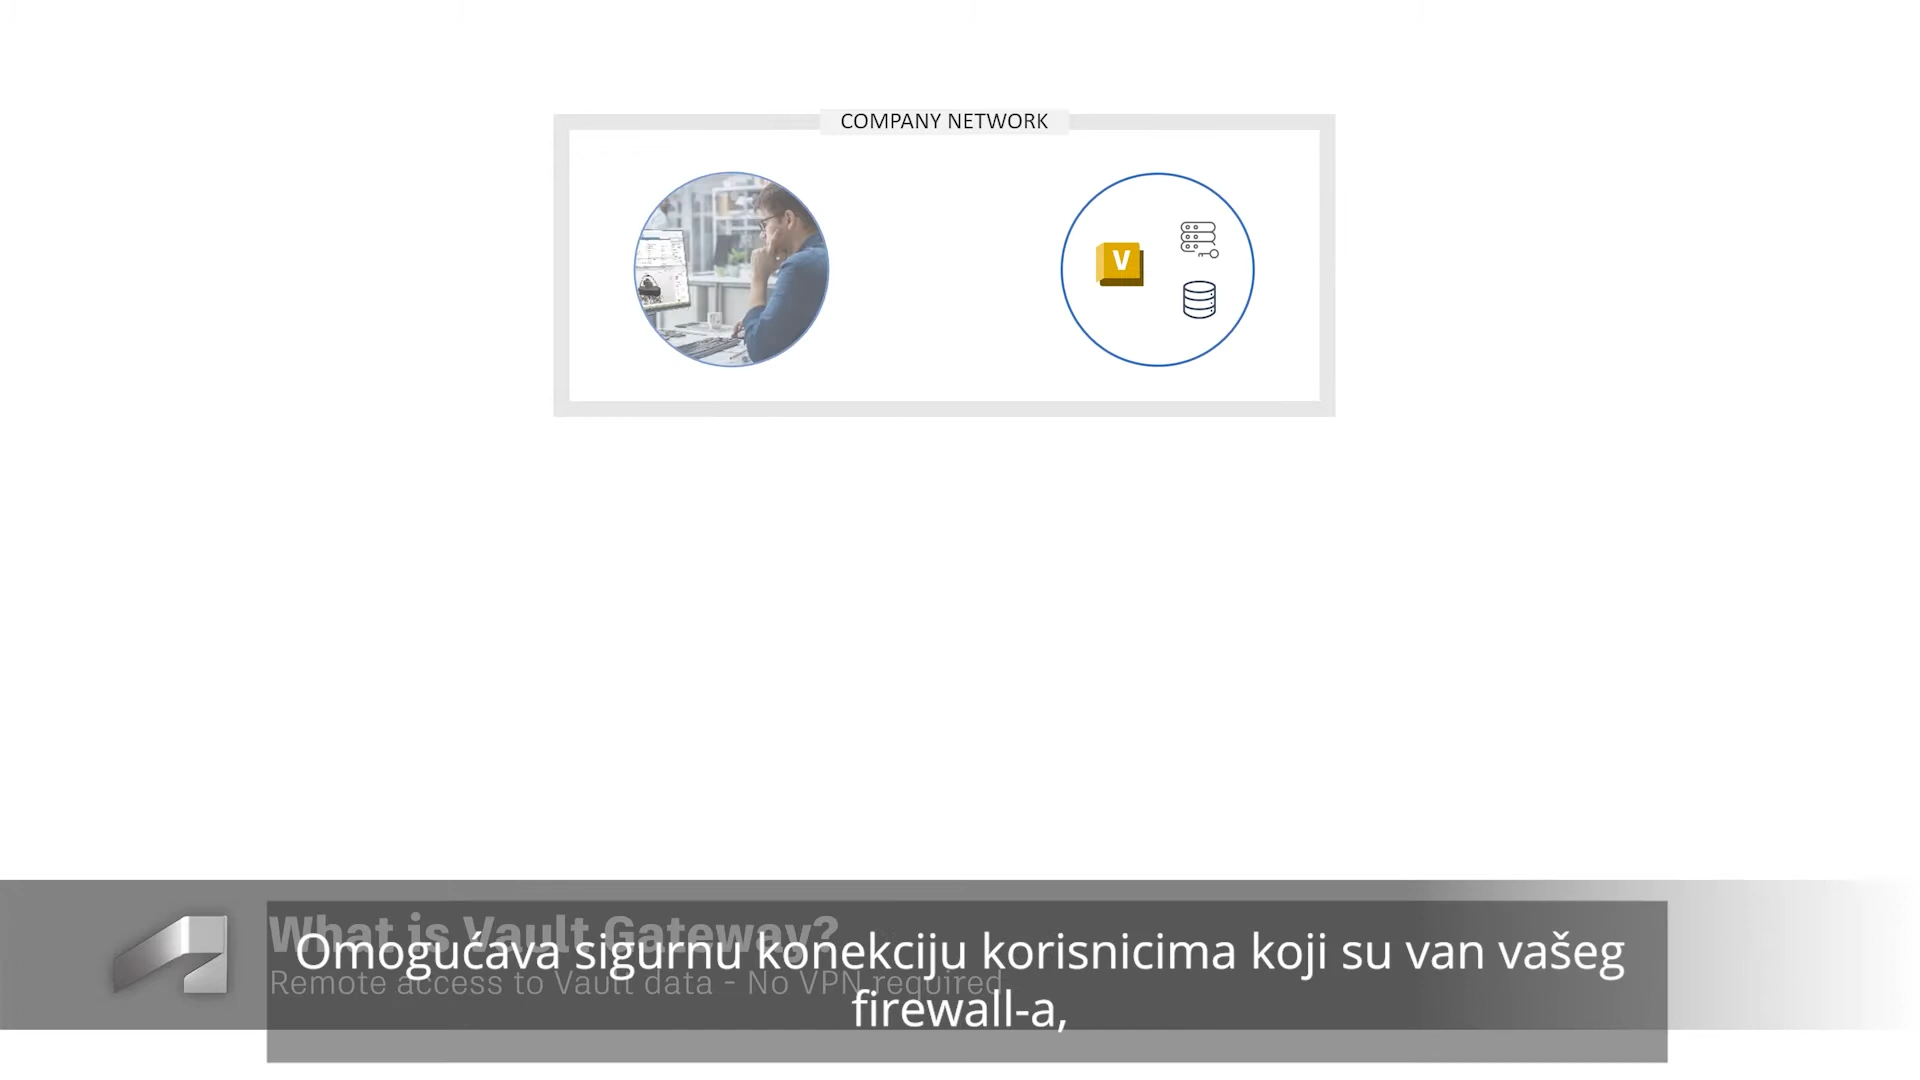 COMPANY NETWORK
V
What is Vault Gateway?
Remote access to Vault data - No VPN required
Omogućava sigurnu konekciju korisnicima koji su van vašeg
firewall-a,